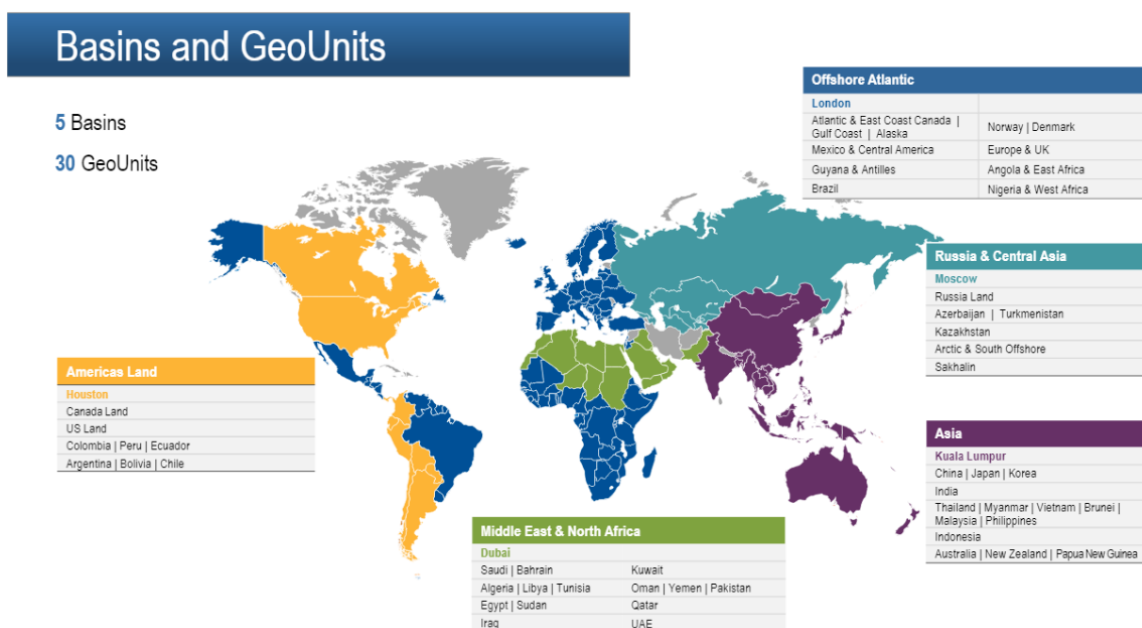 Basins and GeoUnits
5 Basins
30 GeoUnits
Offshore Atlantic
London
Atlantic & East Coast Canada |
Gulf Coast | Alaska
Norway | Denmark
Mexico & Central America
Europe & UK
Guyana & Antilles
Angola & East Africa
Brazil
Nigeria & West Africa
Russia & Central Asia
Moscow
Russia Land
Azerbaijan | Turkmenistan
Kazakhstan
Arctic & South Offshore
Sakhalin
Americas Land
Houston
Canada Land
US Land
Colombia | Peru | Ecuador
Argentina | Bolivia | Chile
Asia
Kuala Lumpur
China | Japan | Korea
India
Thailand | Myanmar | Vietnam | Brunei |
Malaysia | Philippines
Indonesia
Australia | New Zealand | Papua New Guinea
Middle East & North Africa
Dubai
Saudi | Bahrain
Kuwait
Algeria | Libya | Tunisia
Oman | Yemen | Pakistan
Egypt | Sudan
Qatar
Iraq
UAE